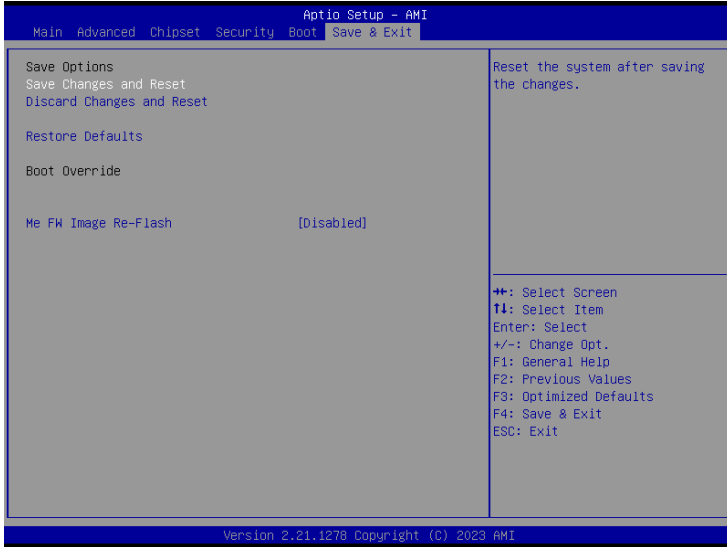 Aptio Setup – AMI
Main Advanced Chipset Security Boot Save & Exit
Save Options
Save Changes and Reset
Discard Changes and Reset
Restore Defaults
Boot Override
Me FW Image Re-Flash [Disabled]
Reset the system after saving
the changes.
→←: Select Screen
↑↓: Select Item
Enter: Select
+/-: Change Opt.
F1: General Help
F2: Previous Values
F3: Optimized Defaults
F4: Save & Exit
ESC: Exit
Version 2.21.1278 Copyright (C) 2023 AMI